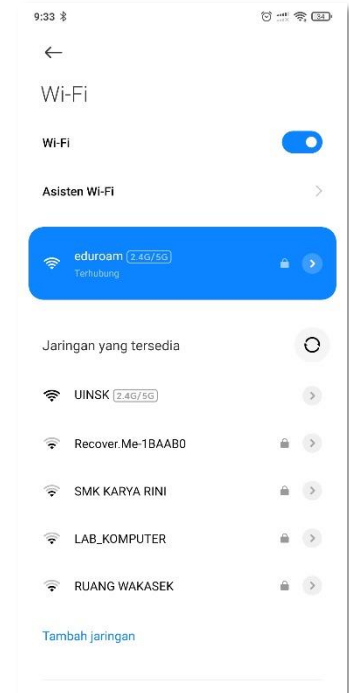 9:33
34
Wi-Fi
Wi-Fi
Asisten Wi-Fi
eduroam 2.4G/5G
Terhubung
Jaringan yang tersedia
UINSK 2.4G/5G
Recover.Me-1BAAB0
SMK KARYA RINI
LAB_KOMPUTER
RUANG WAKASEK
Tambah jaringan